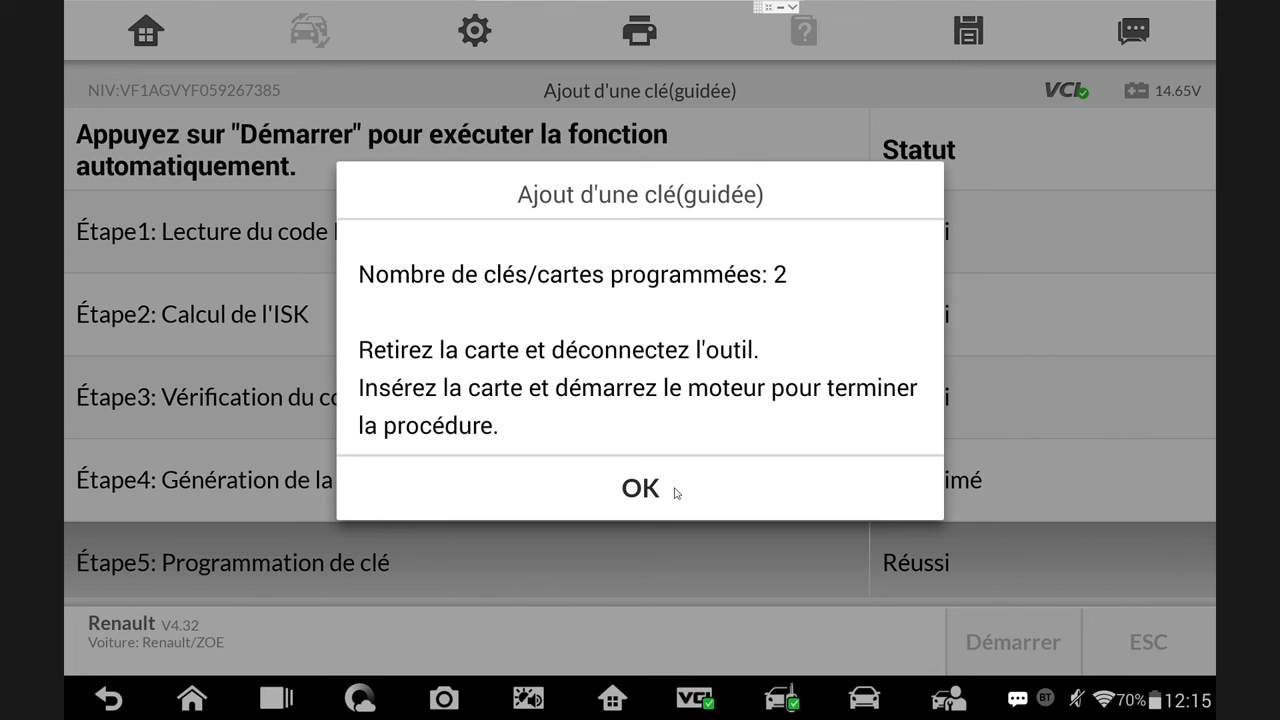 NIV:VF1AGVYF059267385
Ajout d'une clé(guidée)
VCI
14.65V
Appuyez sur "Démarrer" pour exécuter la fonction
automatiquement.
Statut
Ajout d'une clé(guidée)
Étape1: Lecture du code
Nombre de clés/cartes programmées: 2
Étape2: Calcul de l'ISK
Retirez la carte et déconnectez l'outil.
Insérez la carte et démarrez le moteur pour terminer
la procédure.
Étape3: Vérification du
Étape4: Génération de la
OK
Étape5: Programmation de clé
Réussi
Renault V4.32
Voiture: Renault/ZOE
Démarrer
ESC
VCI
BT
70%
12:15